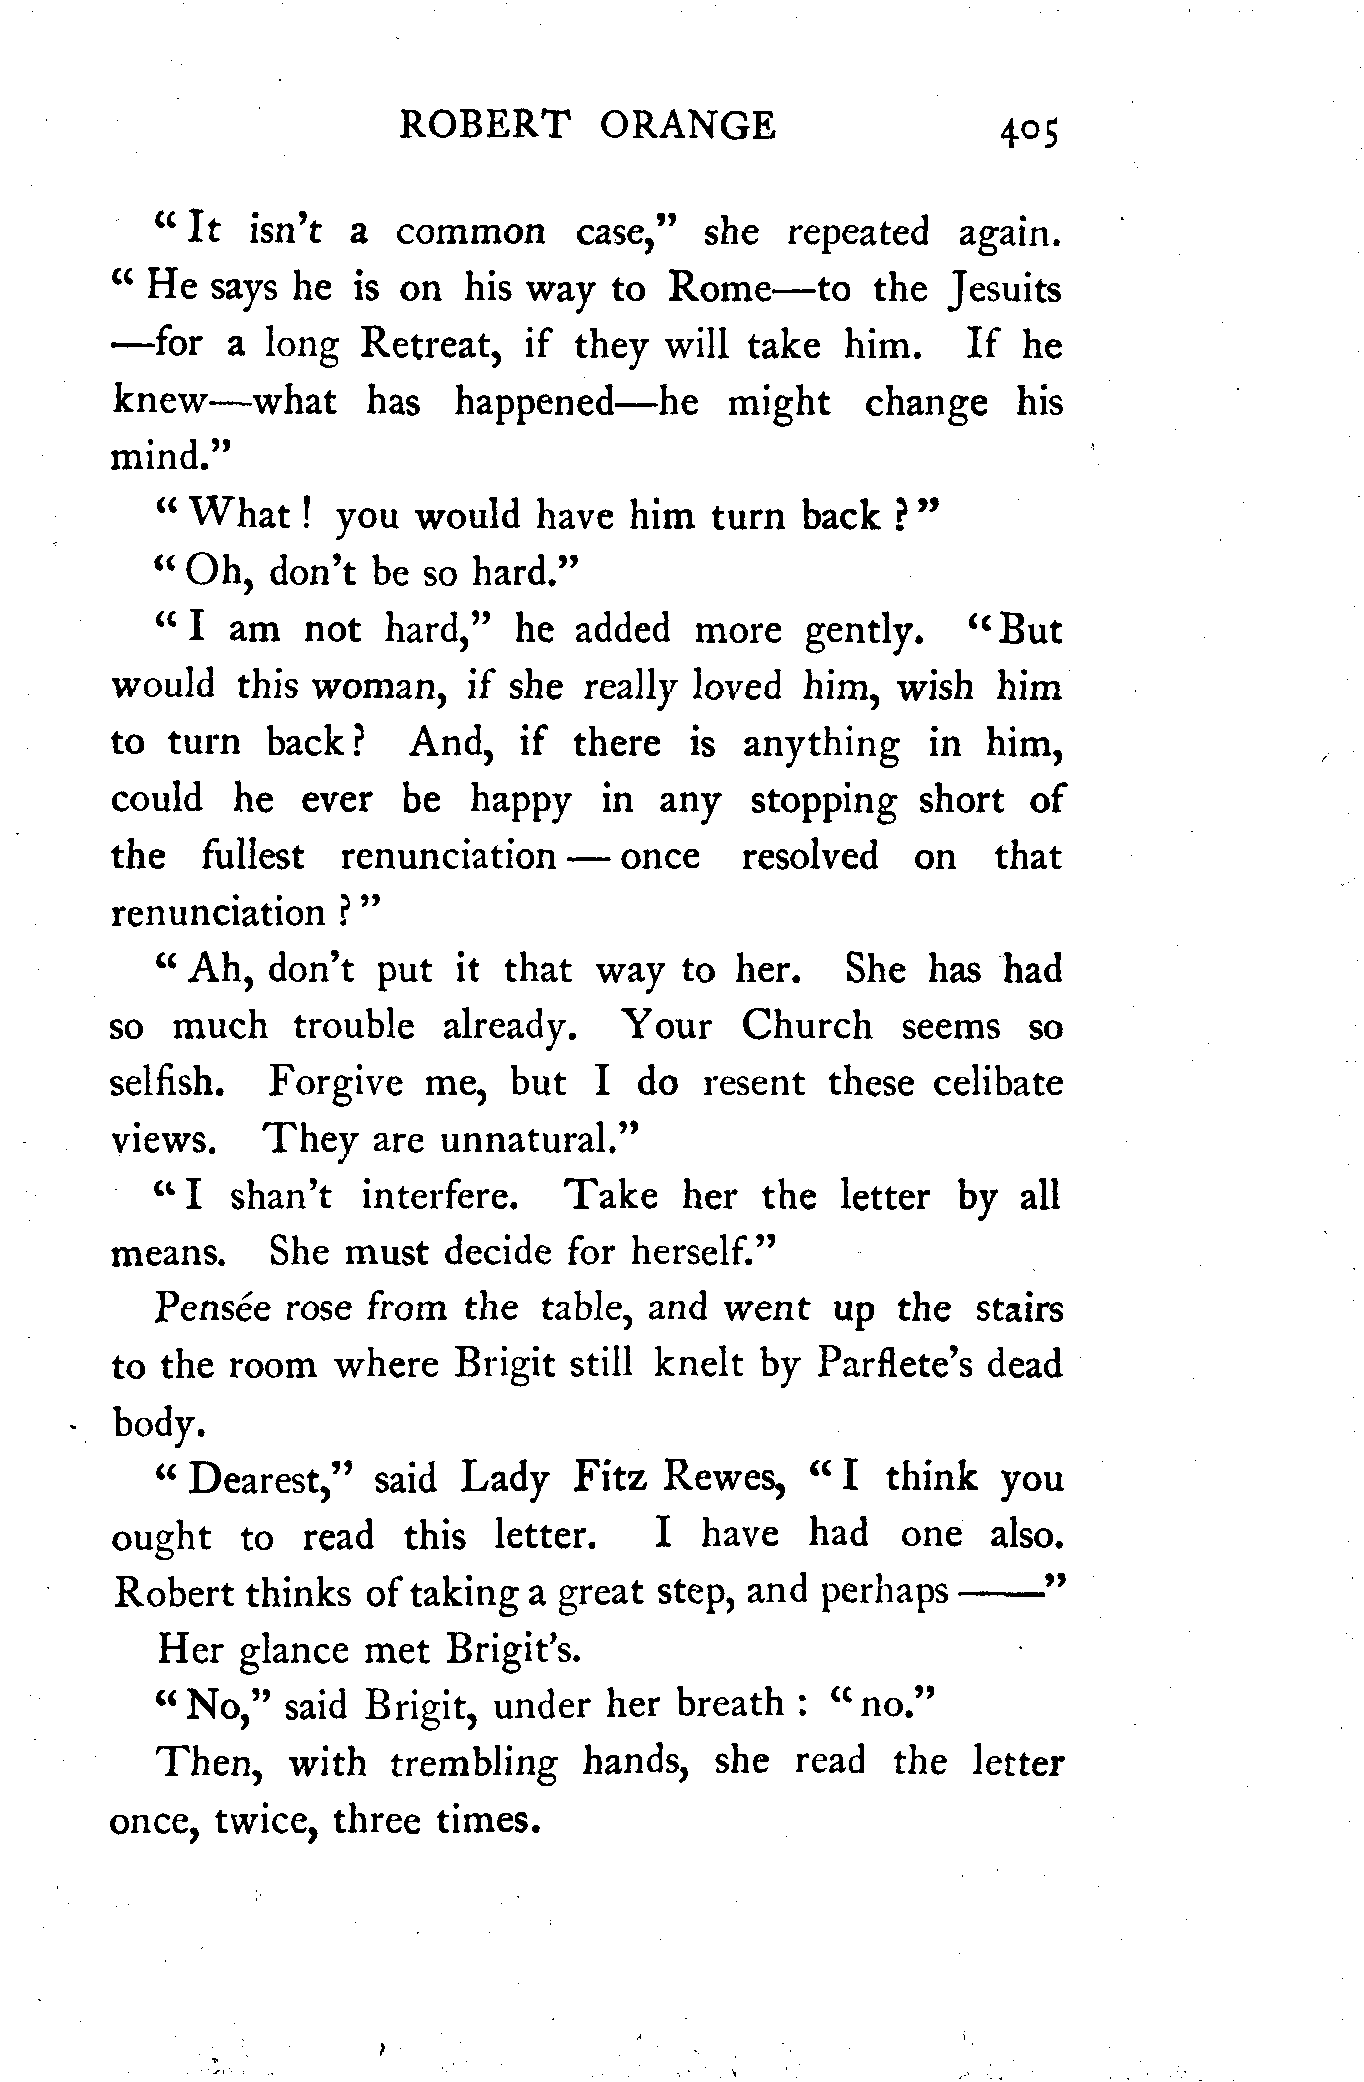 ROBERT ORANGE 405
"It isn't a common case," she repeated again.
"He says he is on his way to Rome—to the Jesuits
—for a long Retreat, if they will take him. If he
knew—what has happened—he might change his
mind."
"What! you would have him turn back?"
"Oh, don't be so hard."
"I am not hard," he added more gently. "But
would this woman, if she really loved him, wish him
to turn back? And, if there is anything in him,
could he ever be happy in any stopping short of
the fullest renunciation — once resolved on that
renunciation?"
"Ah, don't put it that way to her. She has had
so much trouble already. Your Church seems so
selfish. Forgive me, but I do resent these celibate
views. They are unnatural."
"I shan't interfere. Take her the letter by all
means. She must decide for herself."
Pensée rose from the table, and went up the stairs
to the room where Brigit still knelt by Parflete's dead
body.
"Dearest," said Lady Fitz Rewes, "I think you
ought to read this letter. I have had one also.
Robert thinks of taking a great step, and perhaps ——"
Her glance met Brigit's.
"No," said Brigit, under her breath: "no."
Then, with trembling hands, she read the letter
once, twice, three times.